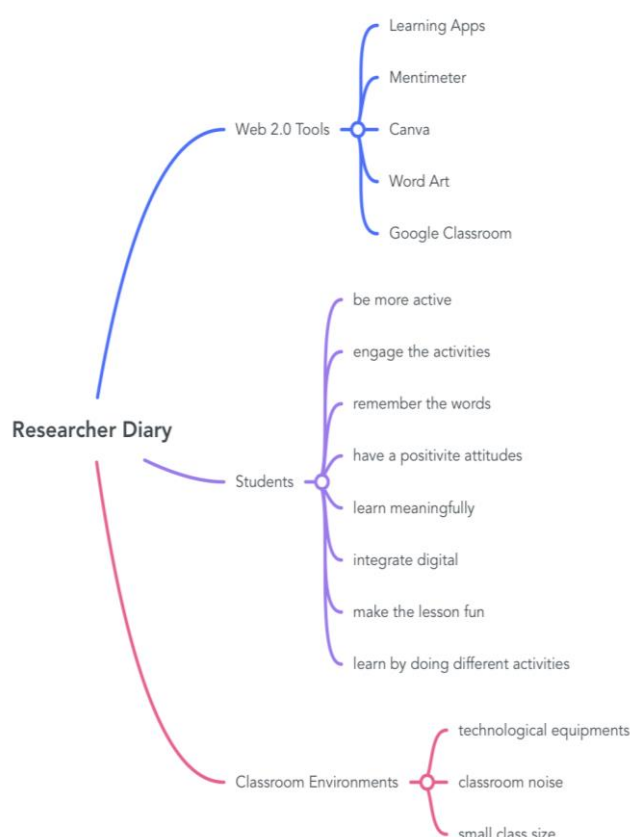 Learning Apps
Mentimeter
Web 2.0 Tools
Canva
Word Art
Google Classroom
be more active
engage the activities
remember the words
Researcher Diary
have a positivite attitudes
Students
learn meaningfully
integrate digital
make the lesson fun
learn by doing different activities
technological equipments
Classroom Environments
classroom noise
small class size